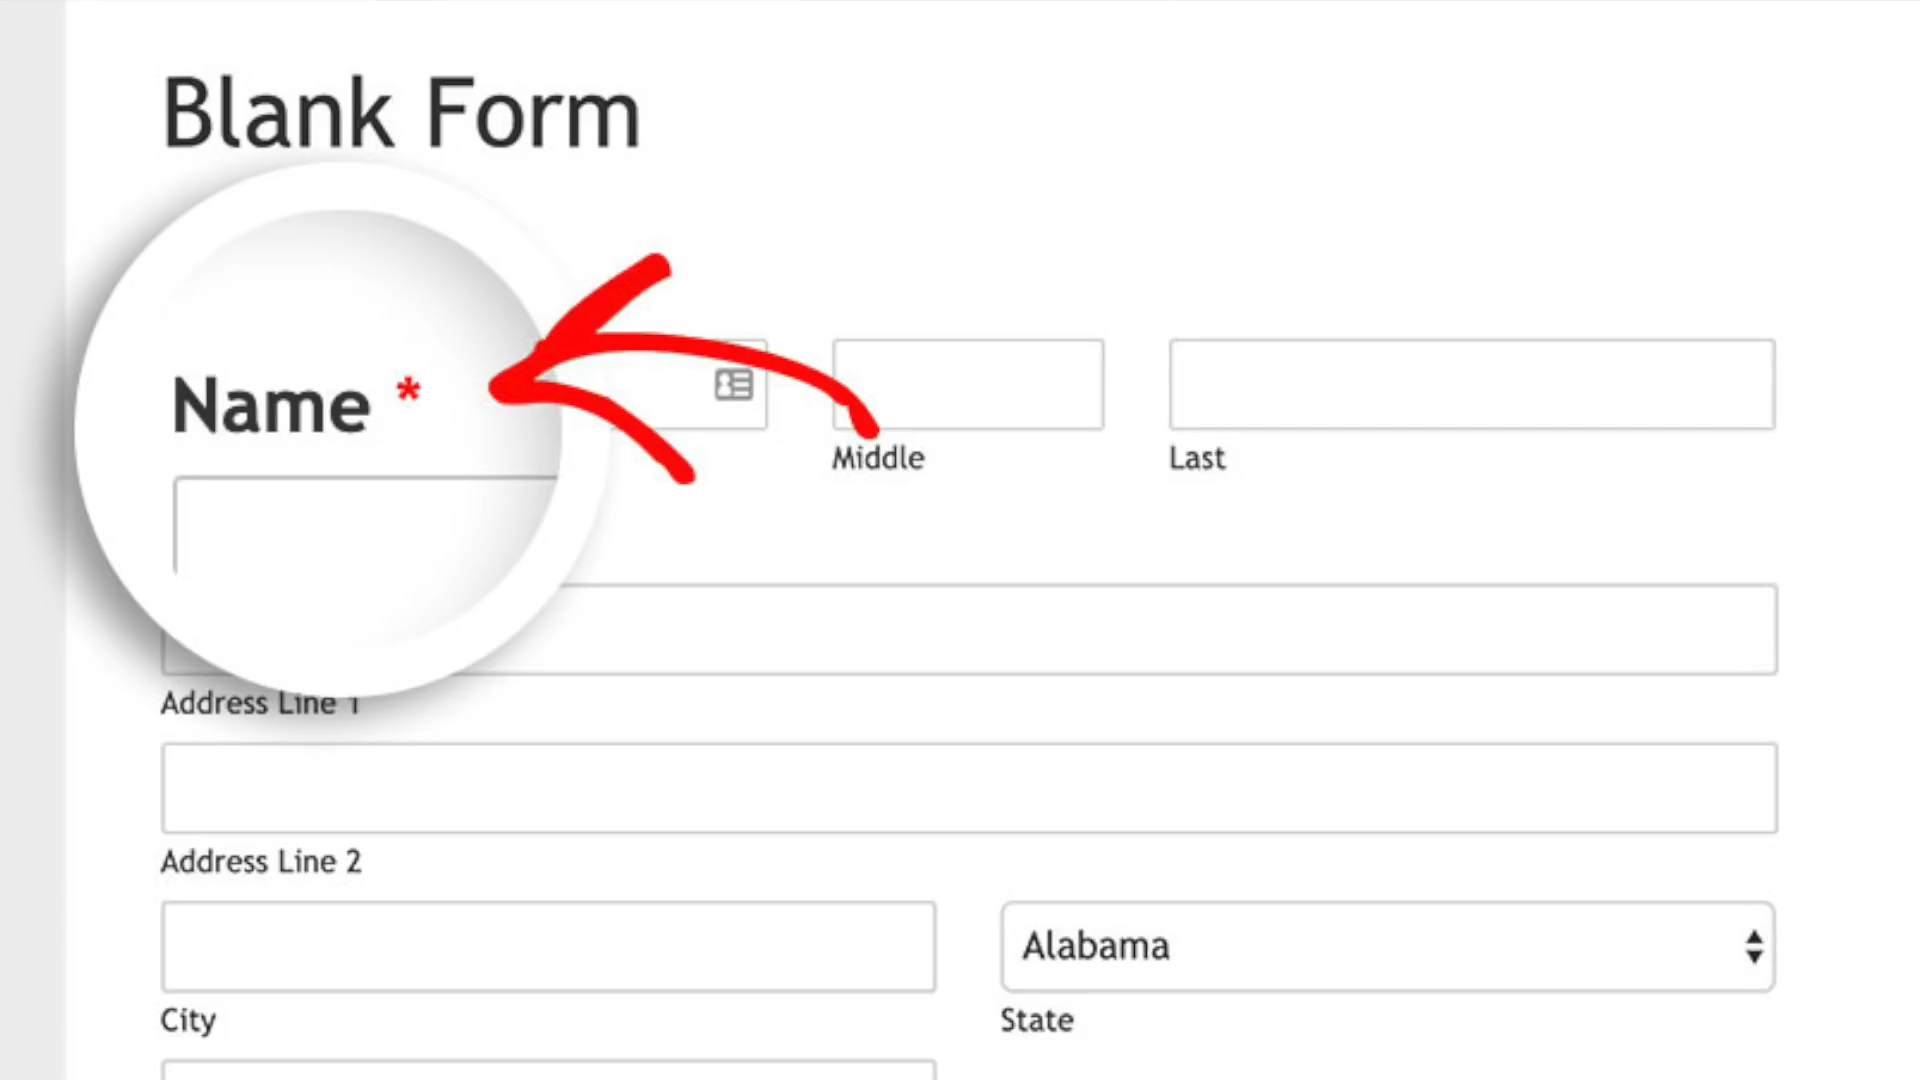 Blank Form
Name *
Middle
Last
Address Line 1
Address Line 2
Alabama
City
State